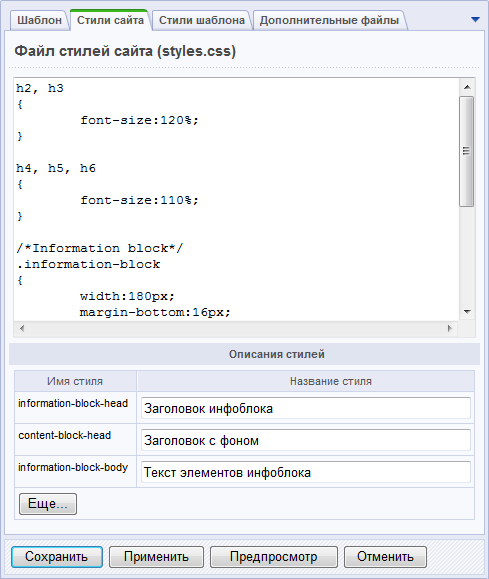 Шаблон Стили сайта Стили шаблона Дополнительные файлы
Файл стилей сайта (styles.css)
h2, h3
{
font-size:120%;
}
h4, h5, h6
{
font-size:110%;
}
/*Information block*/
.information-block
{
width:180px;
margin-bottom:16px;
Описания стилей
Имя стиля Название стиля
information-block-head Заголовок инфоблока
content-block-head Заголовок с фоном
information-block-body Текст элементов инфоблока
Еще...
Сохранить Применить Предпросмотр Отменить